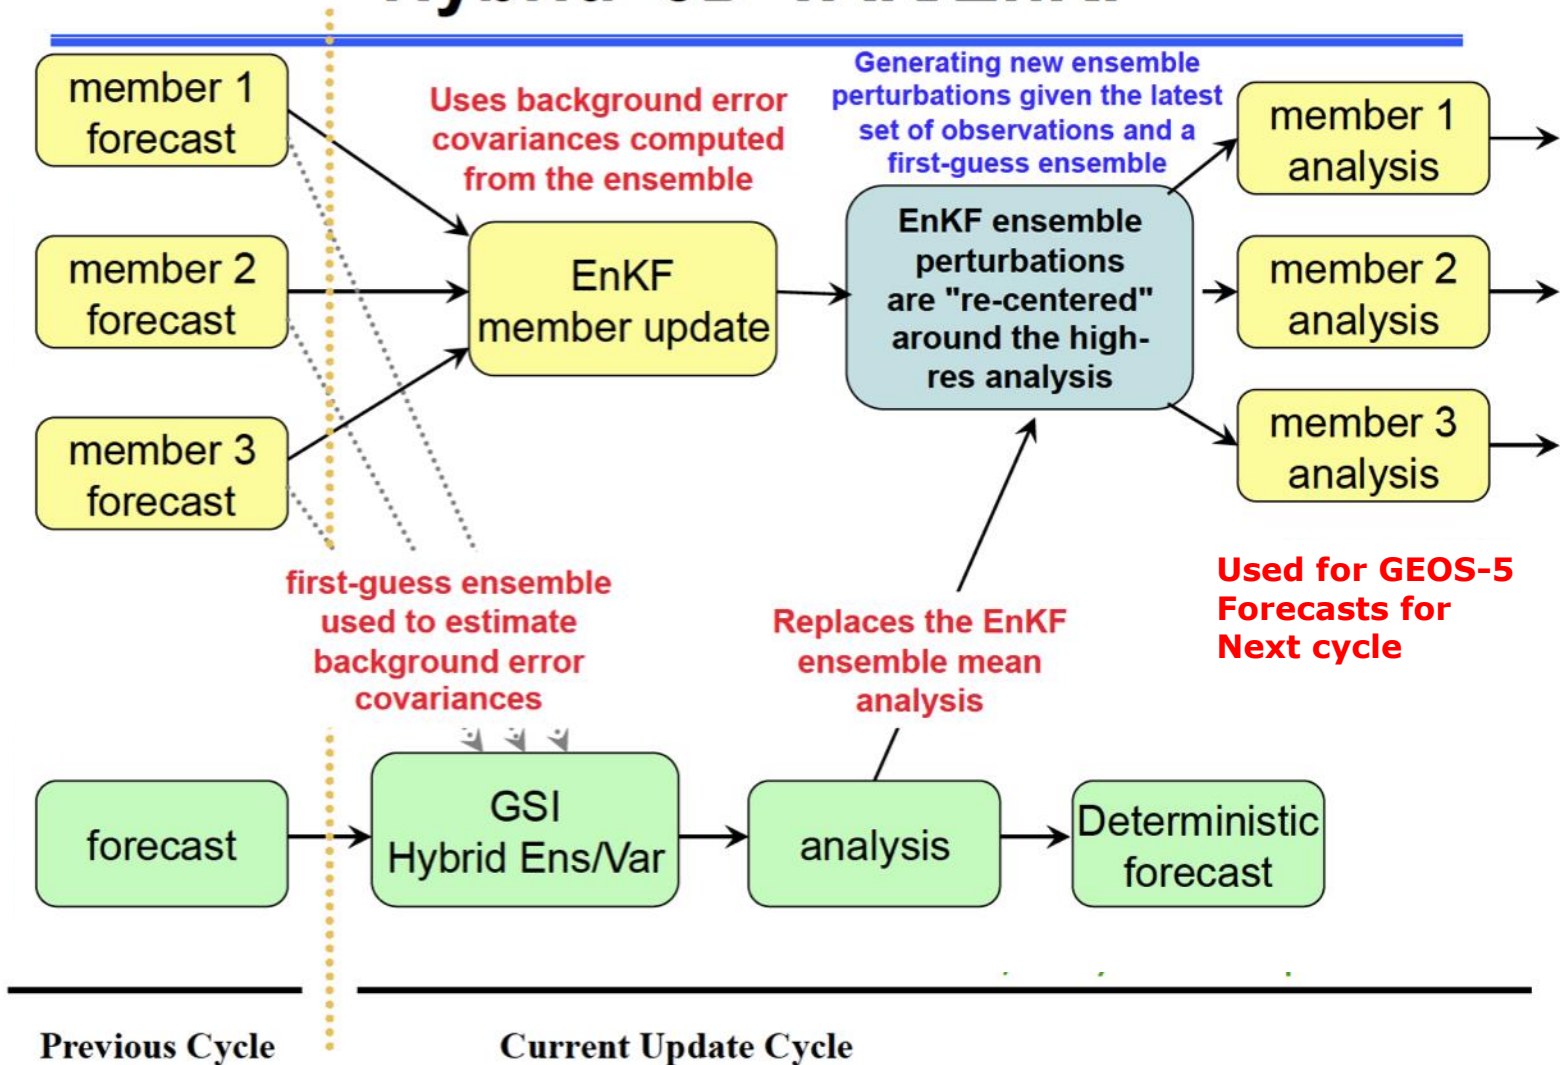 member 1
forecast
Uses background error
covariances computed
from the ensemble
Generating new ensemble
perturbations given the latest
set of observations and a
first-guess ensemble
member 1
analysis
member 2
forecast
EnKF
member update
EnKF ensemble
perturbations
are "re-centered"
around the high-
res analysis
member 2
analysis
member 3
forecast
member 3
analysis
first-guess ensemble
used to estimate
background error
covariances
Replaces the EnKF
ensemble mean
analysis
Used for GEOS-5
Forecasts for
Next cycle
forecast
GSI
Hybrid Ens/Var
analysis
Deterministic
forecast
Previous Cycle
Current Update Cycle